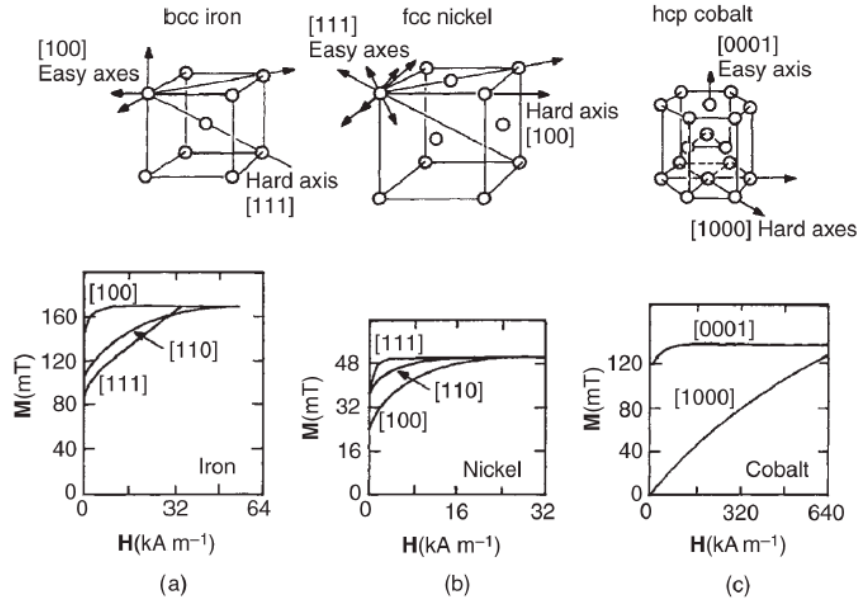 bcc iron
[100]
Easy axes
Hard axis
[111]
fcc nickel
[111]
Easy axes
Hard axis
[100]
hcp cobalt
[0001]
Easy axis
[1000] Hard axes
M(mT)
160
120
80
40
0
[100]
[110]
[111]
Iron
0
32
64
H(kA m⁻¹)
(a)
M(mT)
48
32
16
0
[111]
[110]
[100]
Nickel
0
16
32
H(kA m⁻¹)
(b)
M(mT)
120
80
40
0
[0001]
[1000]
Cobalt
0
320
640
H(kA m⁻¹)
(c)